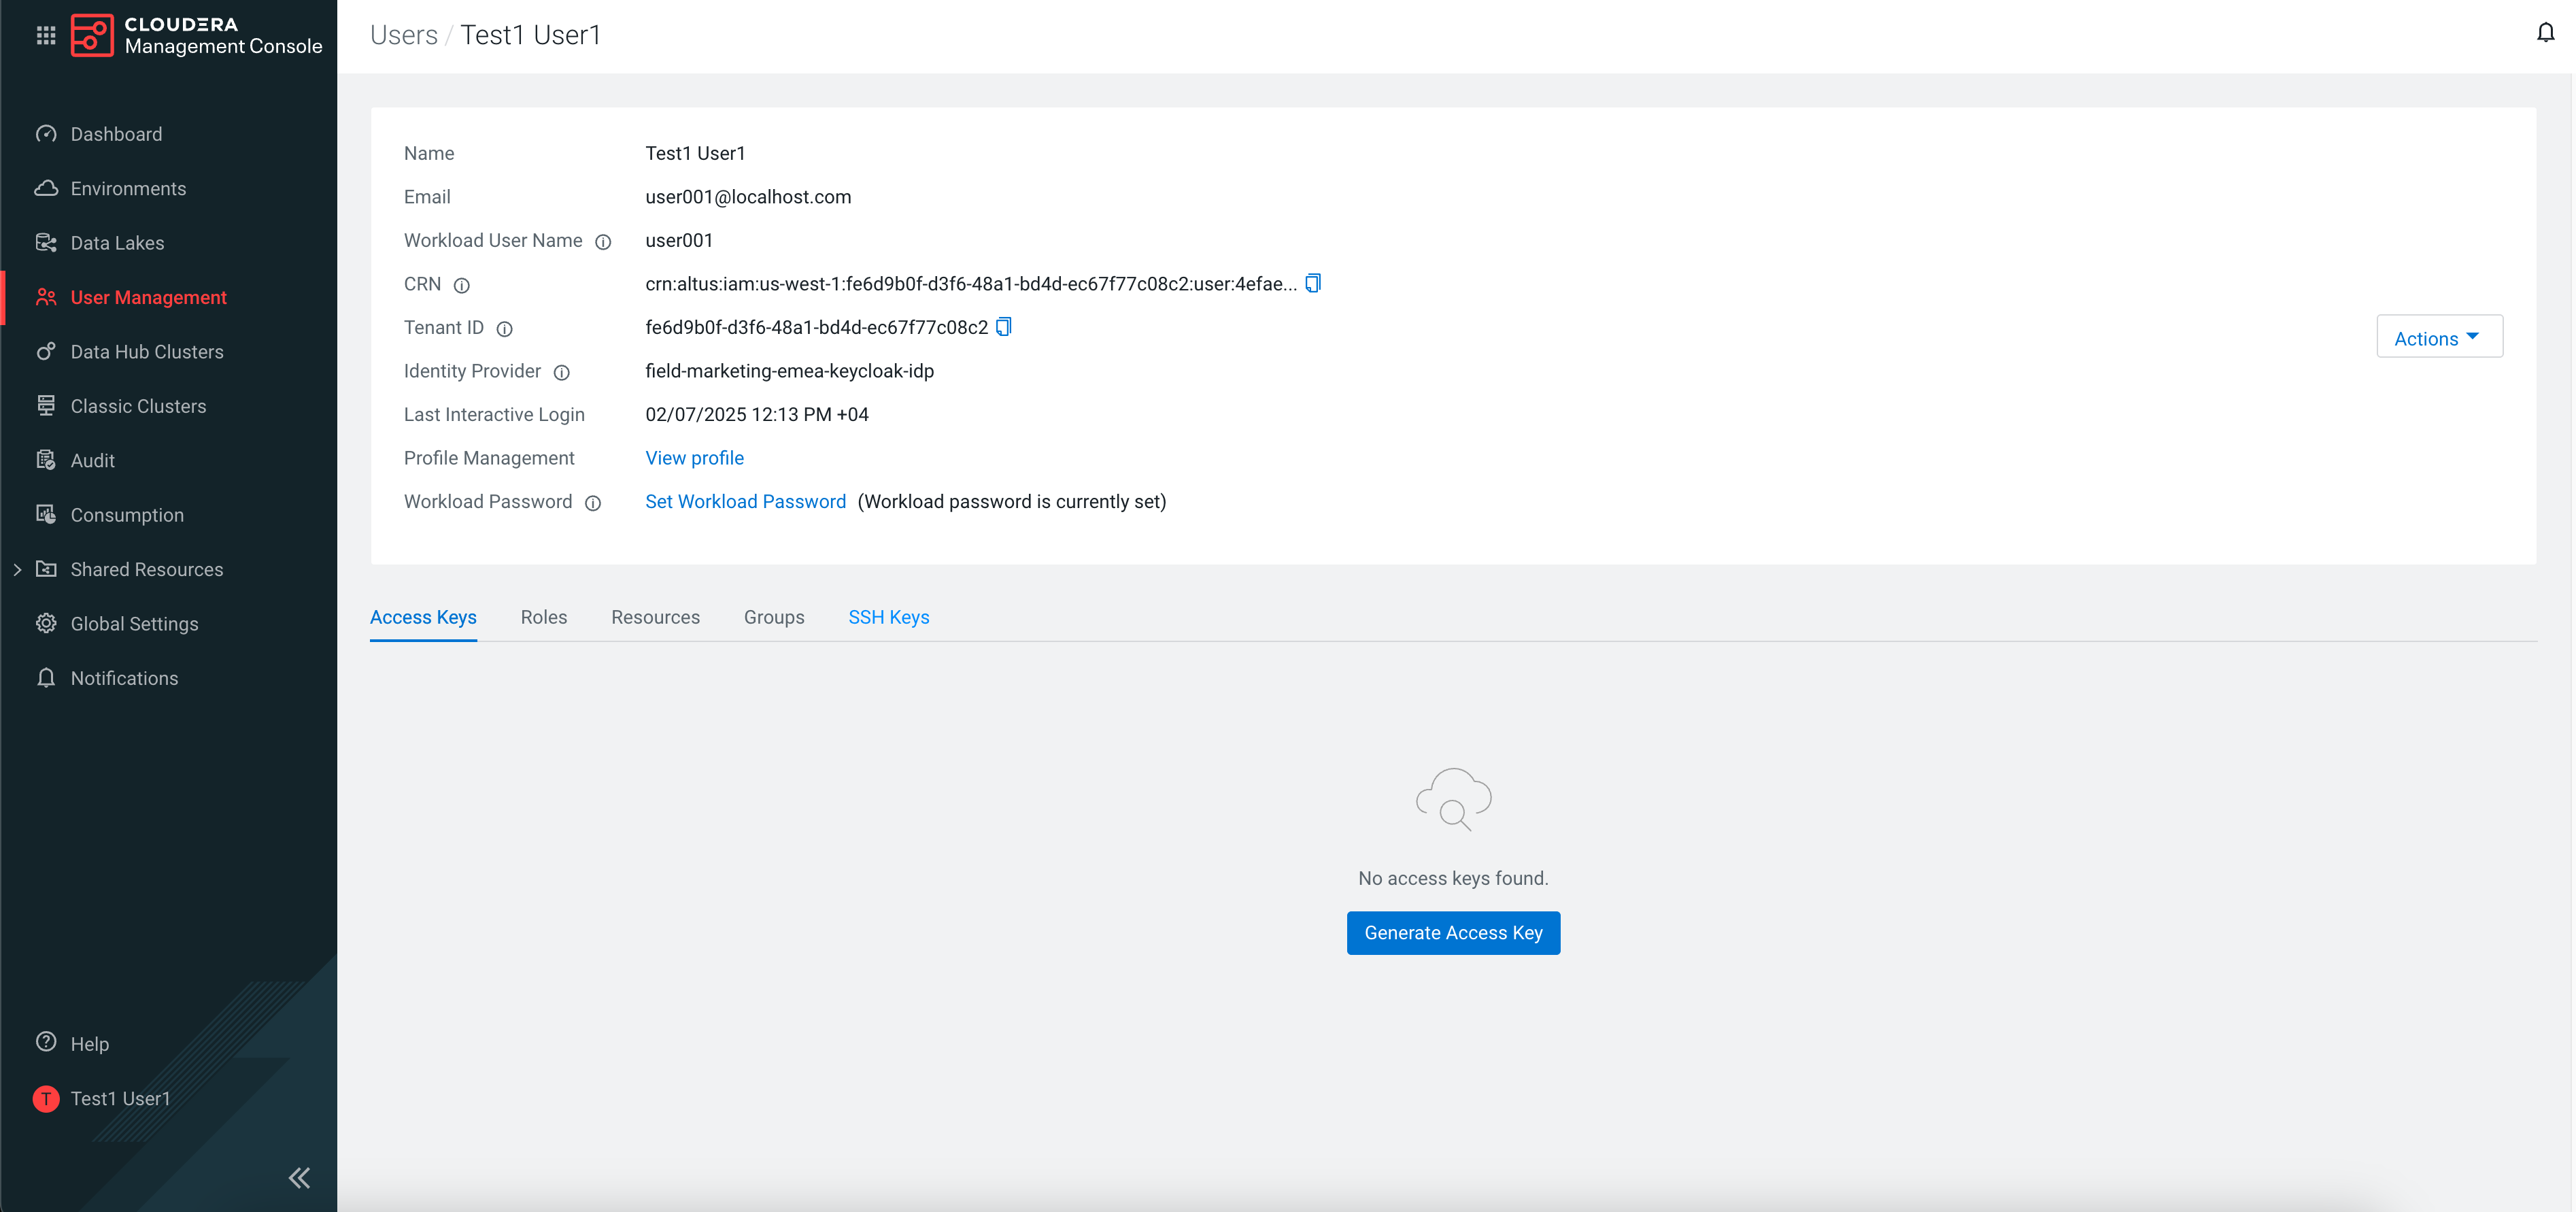 CLOUDERA
Management Console
Dashboard
Environments
Data Lakes
User Management
Data Hub Clusters
Classic Clusters
Audit
Consumption
Shared Resources
Global Settings
Notifications
Help
T Test1 User1
Users / Test1 User1
Name Test1 User1
Email user001@localhost.com
Workload User Name user001
CRN crn:altus:iam:us-west-1:fe6d9b0f-d3f6-48a1-bd4d-ec67f77c08c2:user:4efae...
Tenant ID fe6d9b0f-d3f6-48a1-bd4d-ec67f77c08c2
Identity Provider field-marketing-emea-keycloak-idp
Last Interactive Login 02/07/2025 12:13 PM +04
Profile Management View profile
Workload Password Set Workload Password (Workload password is currently set)
Actions
Access Keys Roles Resources Groups SSH Keys
No access keys found.
Generate Access Key